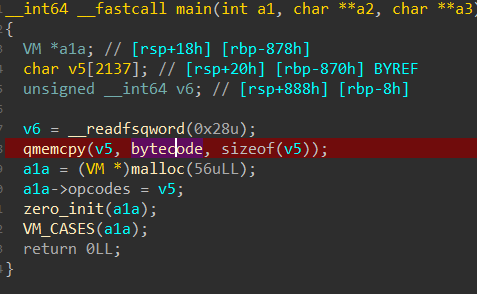 __int64 __fastcall main(int a1, char **a2, char **a3)
{
VM *a1a; // [rsp+18h] [rbp-878h]
char v5[2137]; // [rsp+20h] [rbp-870h] BYREF
unsigned __int64 v6; // [rsp+888h] [rbp-8h]
v6 = __readfsqword(0x28u);
qmemcpy(v5, bytecode, sizeof(v5));
a1a = (VM *)malloc(56uLL);
a1a->opcodes = v5;
zero_init(a1a);
VM_CASES(a1a);
return 0LL;
}